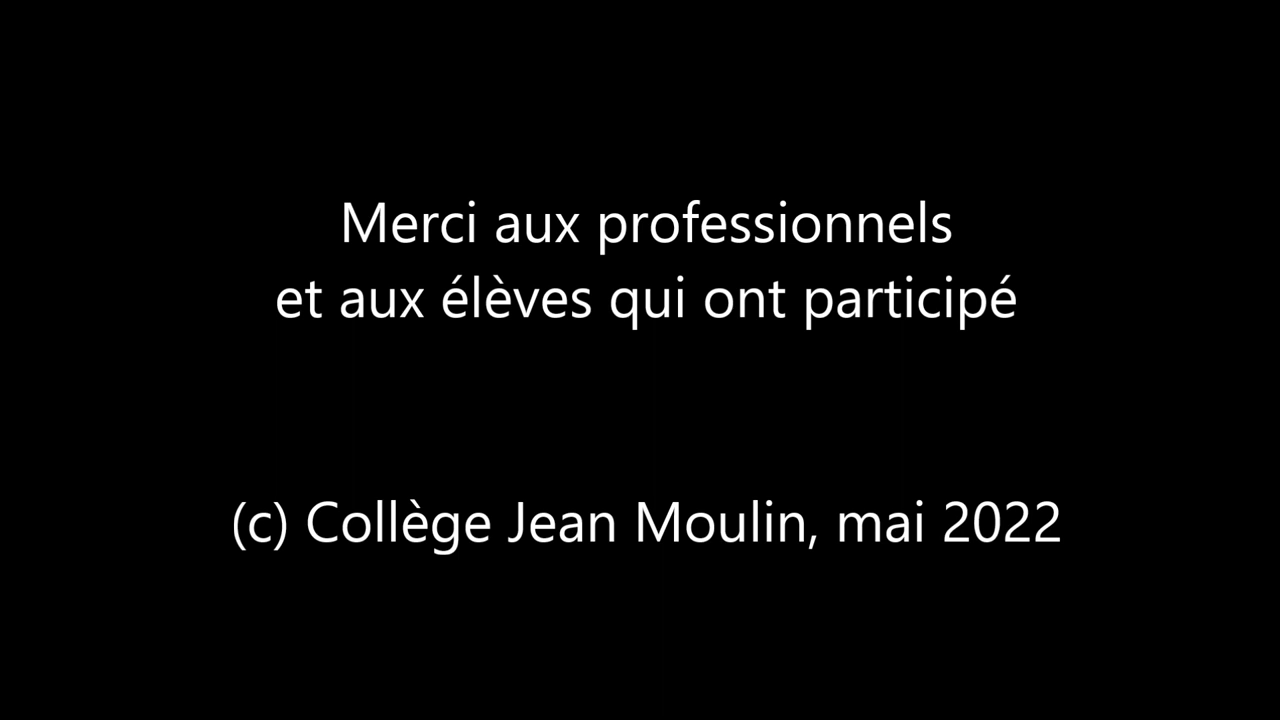 Merci aux professionnels
et aux élèves qui ont participé
(c) Collège Jean Moulin, mai 2022